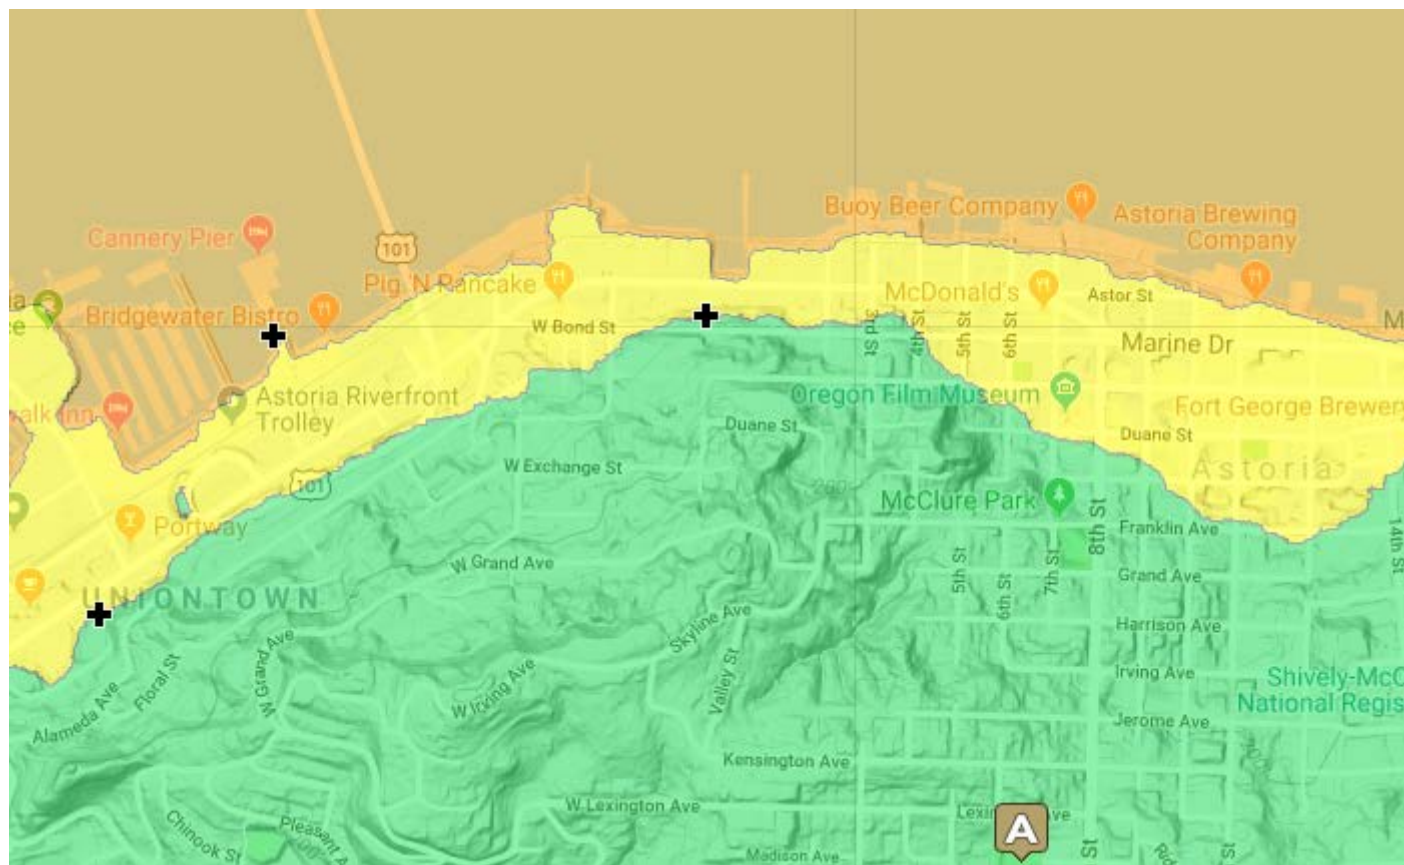 Buoy Beer Company
Astoria Brewing
Company
Cannery Pier
101
Pig 'N Pancake
McDonald's
Astor St
Bridgewater Bistro
W Bond St
3rd St
4th St
5th St
6th St
Marine Dr
Oregon Film Museum
Astoria Riverfront
Trolley
Fort George Brewery
Duane St
Duane St
Astoria
W Exchange St
101
McClure Park
Portway
8th St
Franklin Ave
14th St
W Grand Ave
5th St
6th St
7th St
Grand Ave
UNIONTOWN
Harrison Ave
Skyline Ave
W Grand Ave
Floral St
Valley St
W Irving Ave
Irving Ave
Shively-McC
National Regis
Alameda Ave
Jerome Ave
Kensington Ave
W Lexington Ave
A
Chinook St
Pleasant A
Madison Ave
St
Rid
St